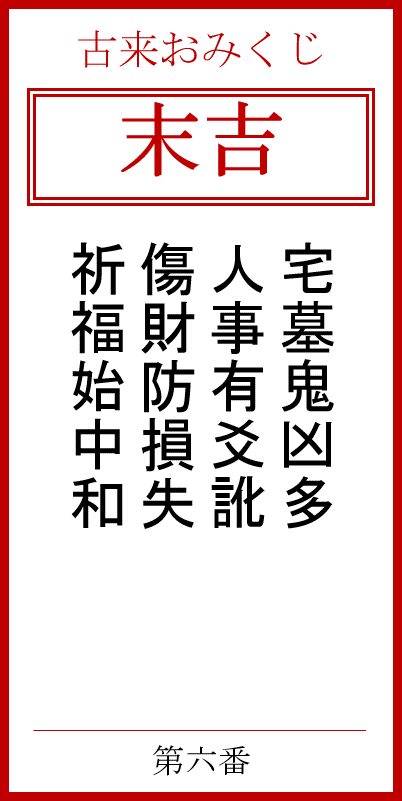 古来おみくじ
末吉
宅墓鬼凶多
人事有爻訛
傷財防損失
祈福始中和
第六番